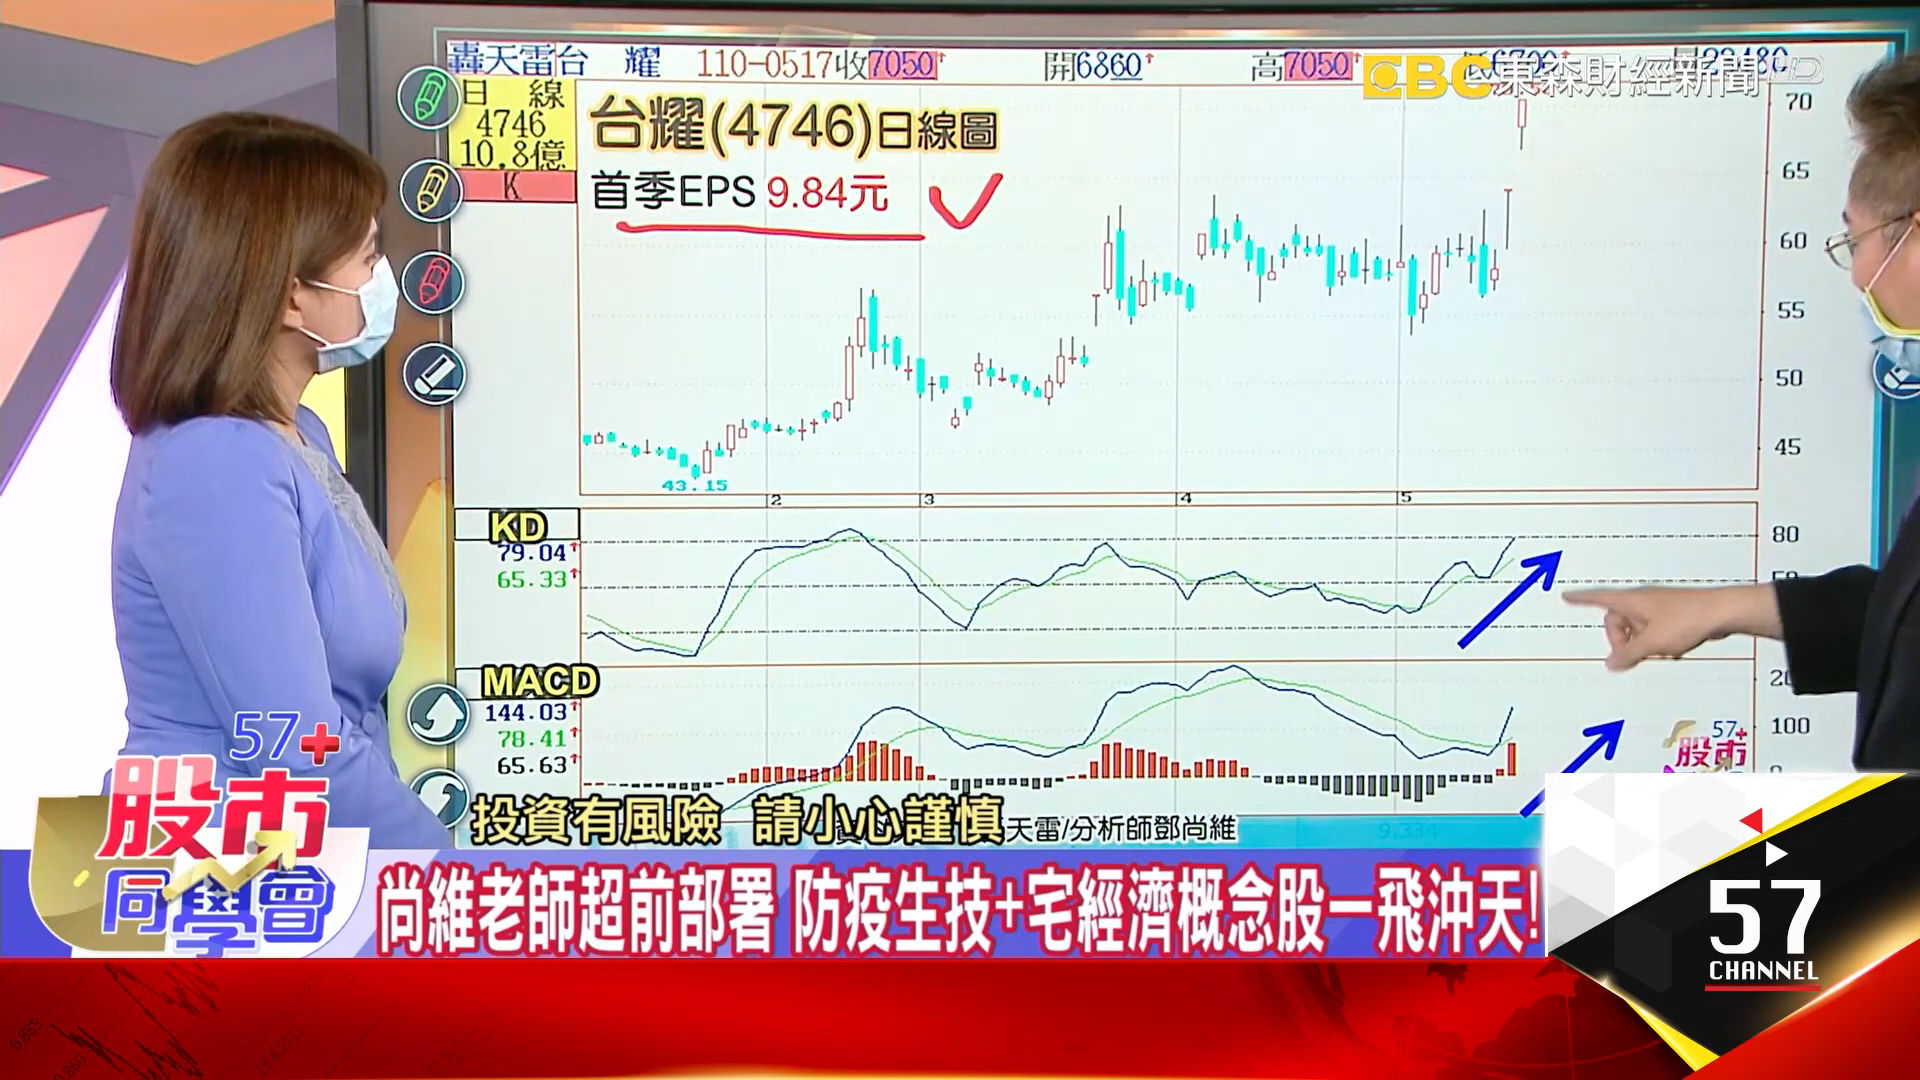 轟天雷台 耀 110-0517收7050↑ 開6860↑ 高7050↑
EBC東森財經新聞
日 線
4746
10.8億
K
台耀(4746)日線圖
首季EPS 9.84元
70
65
60
55
50
45
43.15
2 3 4 5
KD
79.04↑
65.33↑
80
MACD
144.03↑
78.41↑
65.63↑
100
57+
股市
投資有風險 請小心謹慎
天雷/分析師鄧尚維
57+
股市
同學會
尚維老師超前部署 防疫生技+宅經濟概念股一飛沖天!
57
CHANNEL